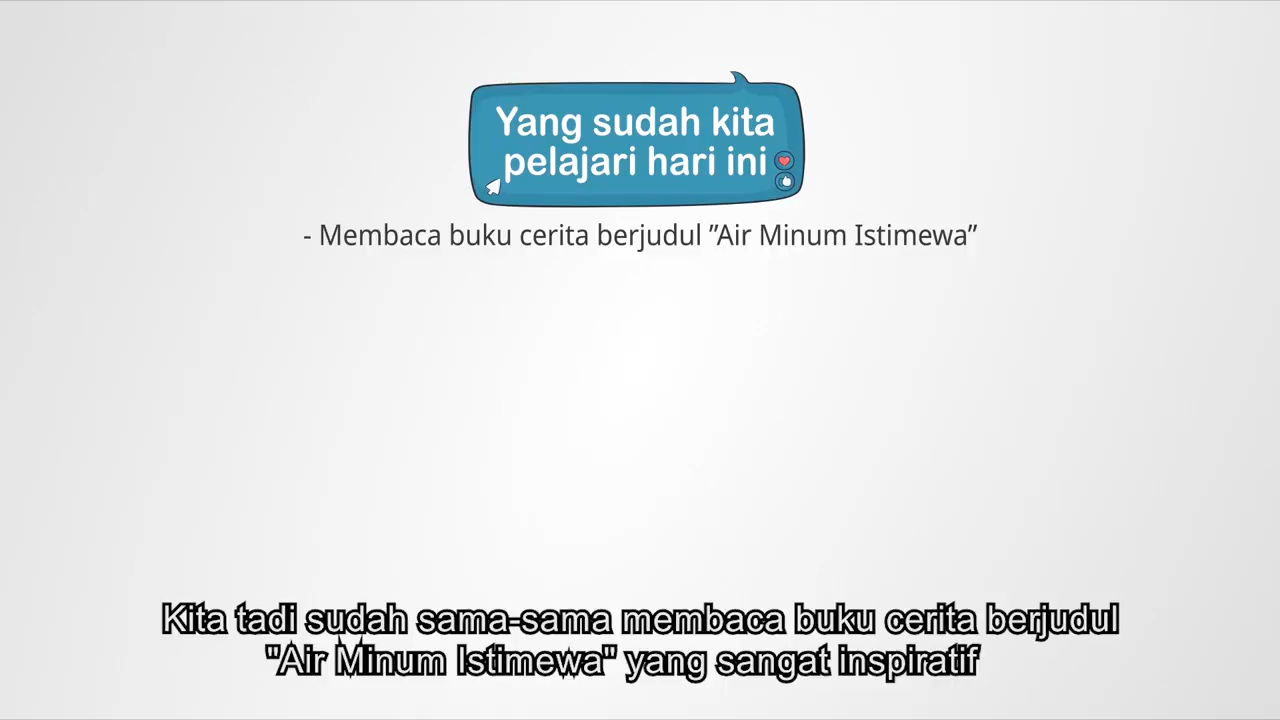 Yang sudah kita
pelajari hari ini
- Membaca buku cerita berjudul ”Air Minum Istimewa”
Kita tadi sudah sama-sama membaca buku cerita berjudul
"Air Minum Istimewa" yang sangat inspiratif